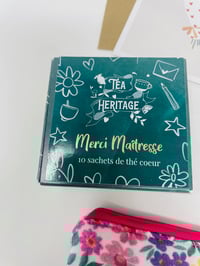 Tea
Heritage
Merci Maîtresse
10 sachets de thé coeur